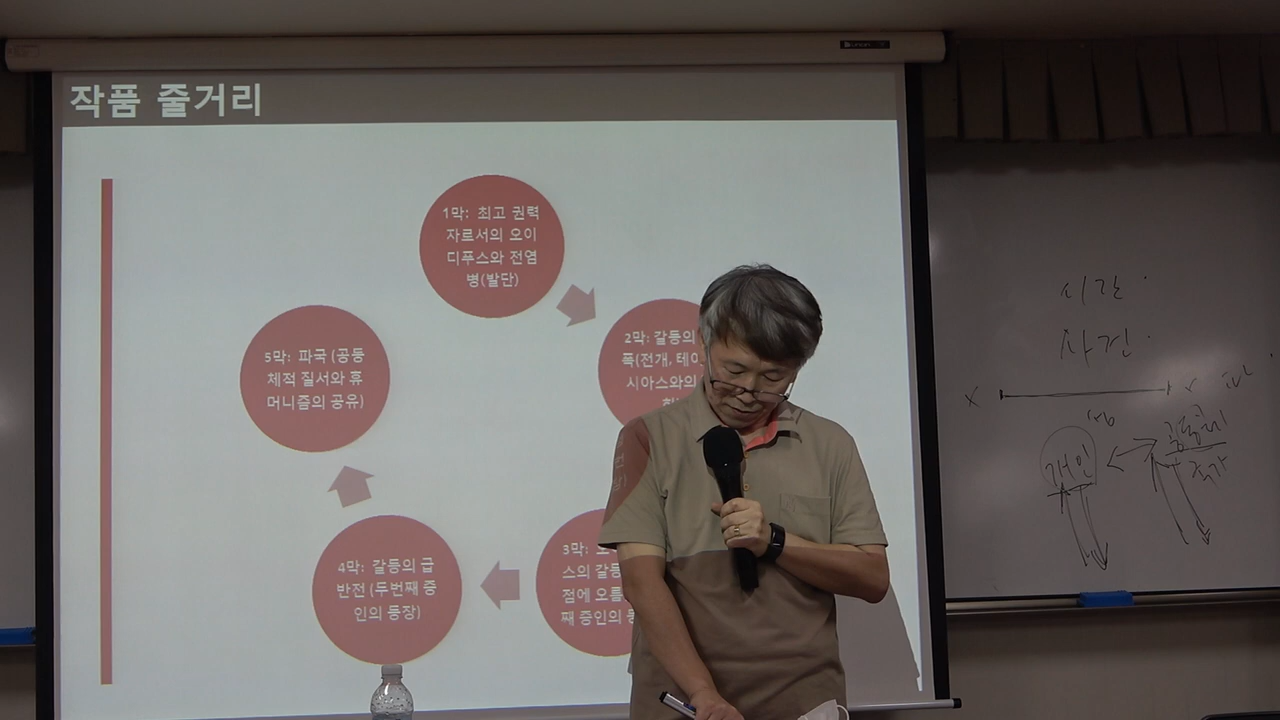 작품 줄거리
1막: 최고 권력
자로서의 오이
디푸스와 전염
병(발단)
2막: 갈등의
폭(전개, 테이
시아스와의
3막:
스의 갈등
점에 오름
째 증인의
4막: 갈등의 급
반전 (두번째 증
인의 등장)
5막: 파국 (공동
체적 질서와 휴
머니즘의 공유)
시간
사건
개인
공동체
국가